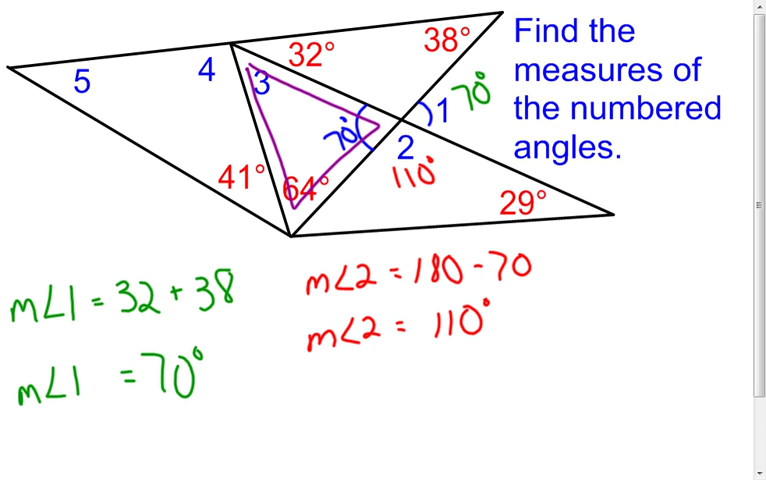 Find the
measures of
the numbered
angles.
5
4
3
32°
38°
1
70°
70°
2
110°
41°
64°
29°
m∠1 = 32 + 38
m∠1 = 70°
m∠2 = 180 - 70
m∠2 = 110°